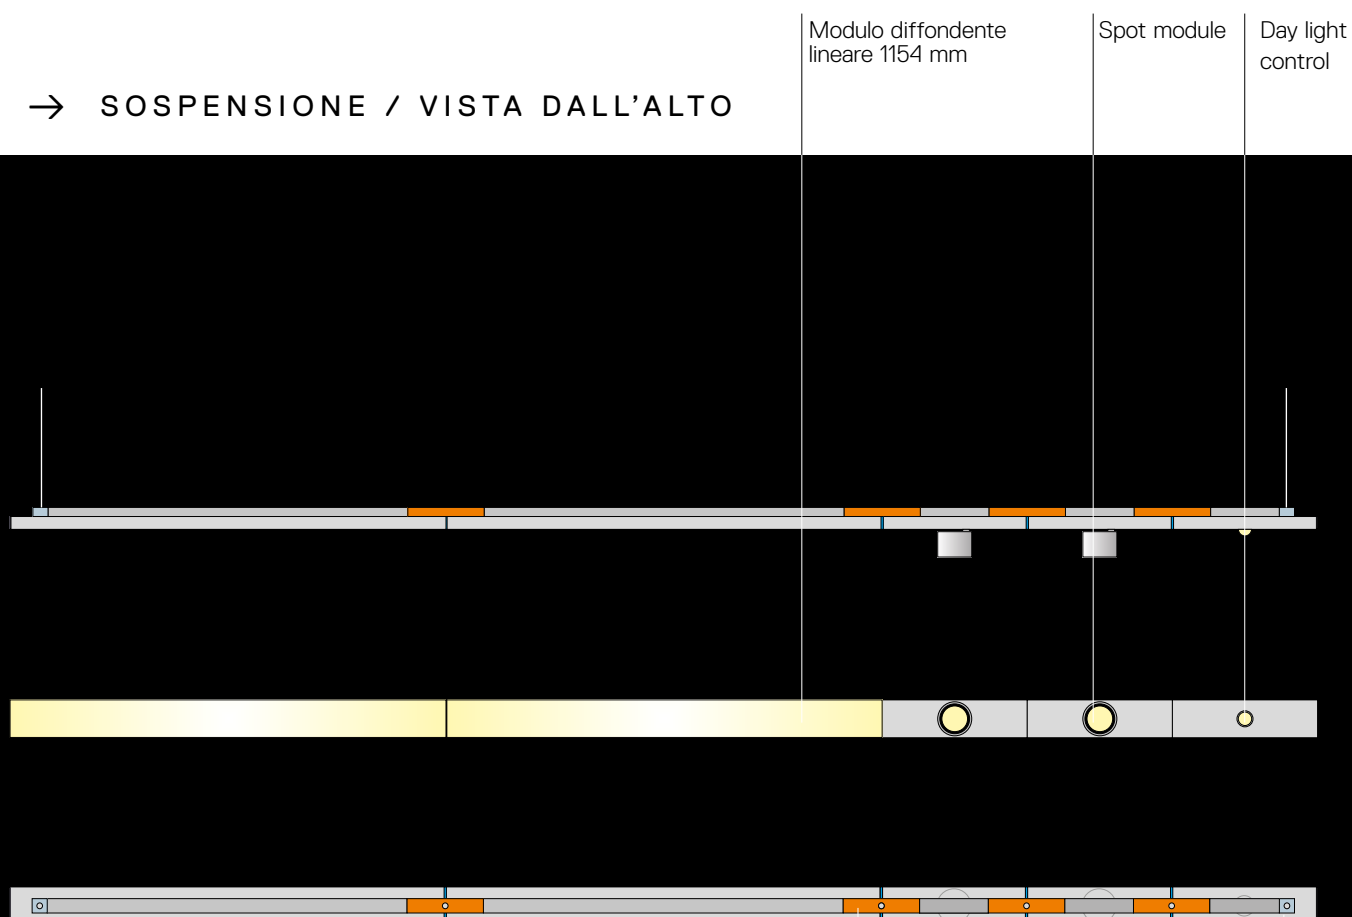 Modulo diffondente
lineare 1154 mm
Spot module
Day light
control
→ SOSPENSIONE / VISTA DALL’ALTO